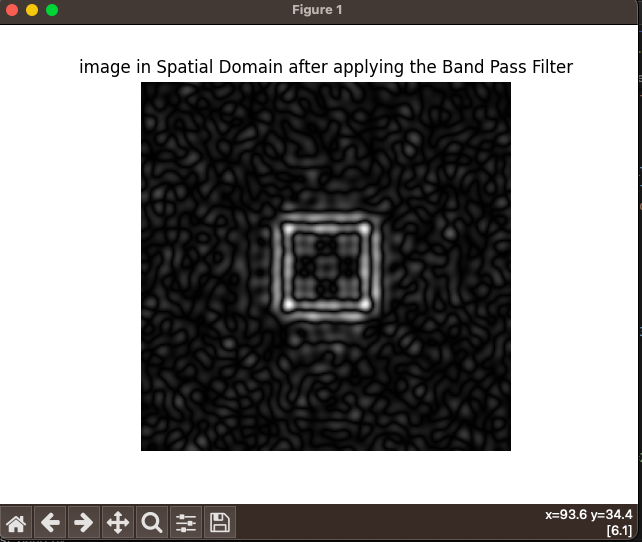 Figure 1
image in Spatial Domain after applying the Band Pass Filter
x=93.6 y=34.4
[6.1]